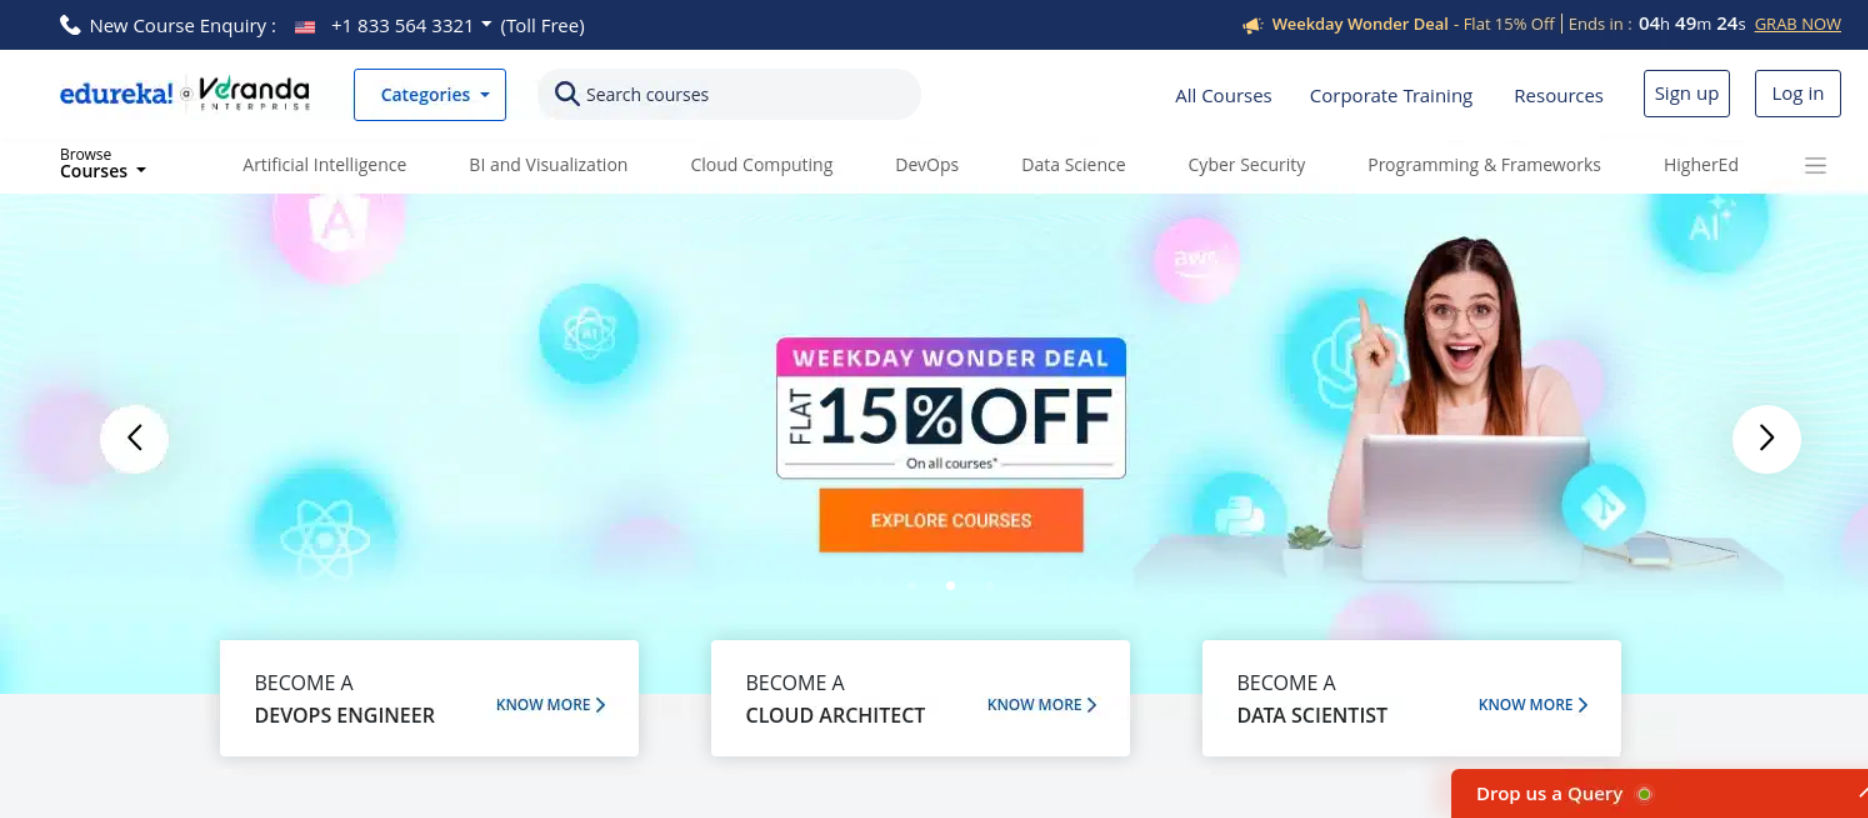 New Course Enquiry : +1 833 564 3321 (Toll Free)
Weekday Wonder Deal - Flat 15% Off | Ends in : 04h 49m 24s GRAB NOW
edureka! @ Veranda
ENTERPRISE
Categories
Search courses
All Courses
Corporate Training
Resources
Sign up
Log in
Browse
Courses
Artificial Intelligence
BI and Visualization
Cloud Computing
DevOps
Data Science
Cyber Security
Programming & Frameworks
HigherEd
A
AI
aws
AI
WEEKDAY WONDER DEAL
FLAT 15% OFF
On all courses*
EXPLORE COURSES
BECOME A
DEVOPS ENGINEER
KNOW MORE
BECOME A
CLOUD ARCHITECT
KNOW MORE
BECOME A
DATA SCIENTIST
KNOW MORE
Drop us a Query